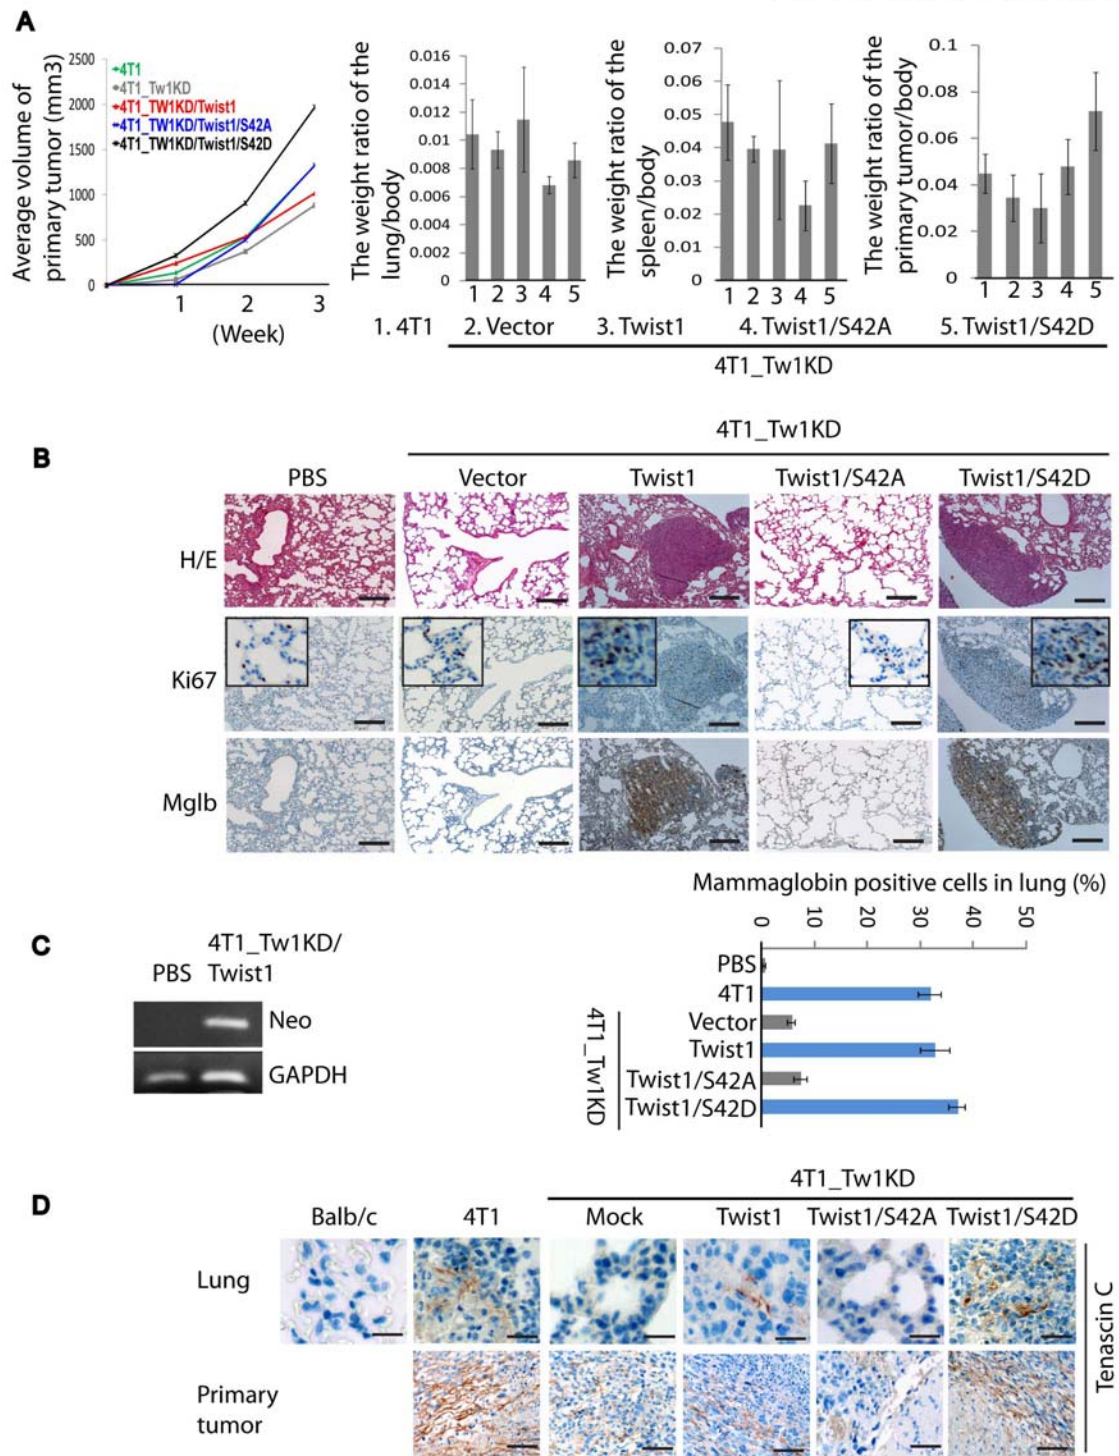 A
Average volume of
primary tumor (mm3)
2500
2000
1500
1000
500
0
4T1
4T1_Tw1KD
4T1_TW1KD/Twist1
4T1_TW1KD/Twist1/S42A
4T1_TW1KD/Twist1/S42D
1 2 3
(Week)
The weight ratio of the
lung/body
0.016
0.014
0.012
0.010
0.008
0.006
0.004
0.002
0
1 2 3 4 5
The weight ratio of the
spleen/body
0.07
0.06
0.05
0.04
0.03
0.02
0.01
0
1 2 3 4 5
The weight ratio of the
primary tumor/body
0.1
0.08
0.06
0.04
0.02
0
1 2 3 4 5
1. 4T1 2. Vector 3. Twist1 4. Twist1/S42A 5. Twist1/S42D
4T1_Tw1KD
B
4T1_Tw1KD
PBS Vector Twist1 Twist1/S42A Twist1/S42D
H/E
Ki67
Mglb
Mammaglobin positive cells in lung (%)
0 10 20 30 40 50
PBS
4T1
Vector
Twist1
Twist1/S42A
Twist1/S42D
4T1_Tw1KD
C
4T1_Tw1KD/
PBS Twist1
Neo
GAPDH
D
4T1_Tw1KD
Balb/c 4T1 Mock Twist1 Twist1/S42A Twist1/S42D
Lung
Primary
tumor
Tenascin C